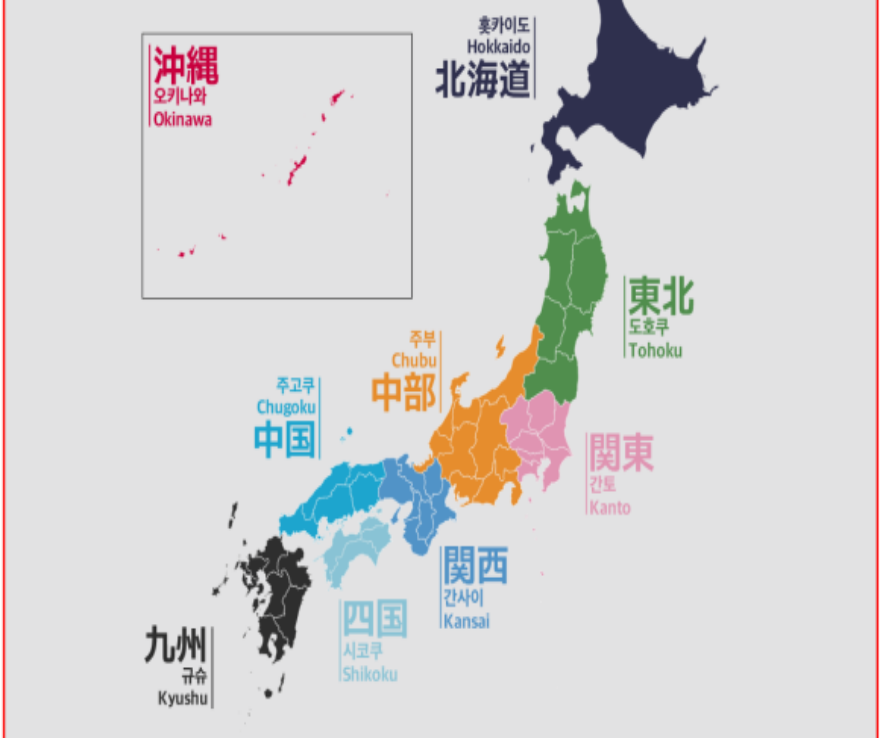 홋카이도
Hokkaido
北海道
沖縄
오키나와
Okinawa
東北
도호쿠
Tohoku
주부
Chubu
中部
주고쿠
Chugoku
中国
関東
간토
Kanto
関西
간사이
Kansai
四国
시코쿠
Shikoku
九州
규슈
Kyushu